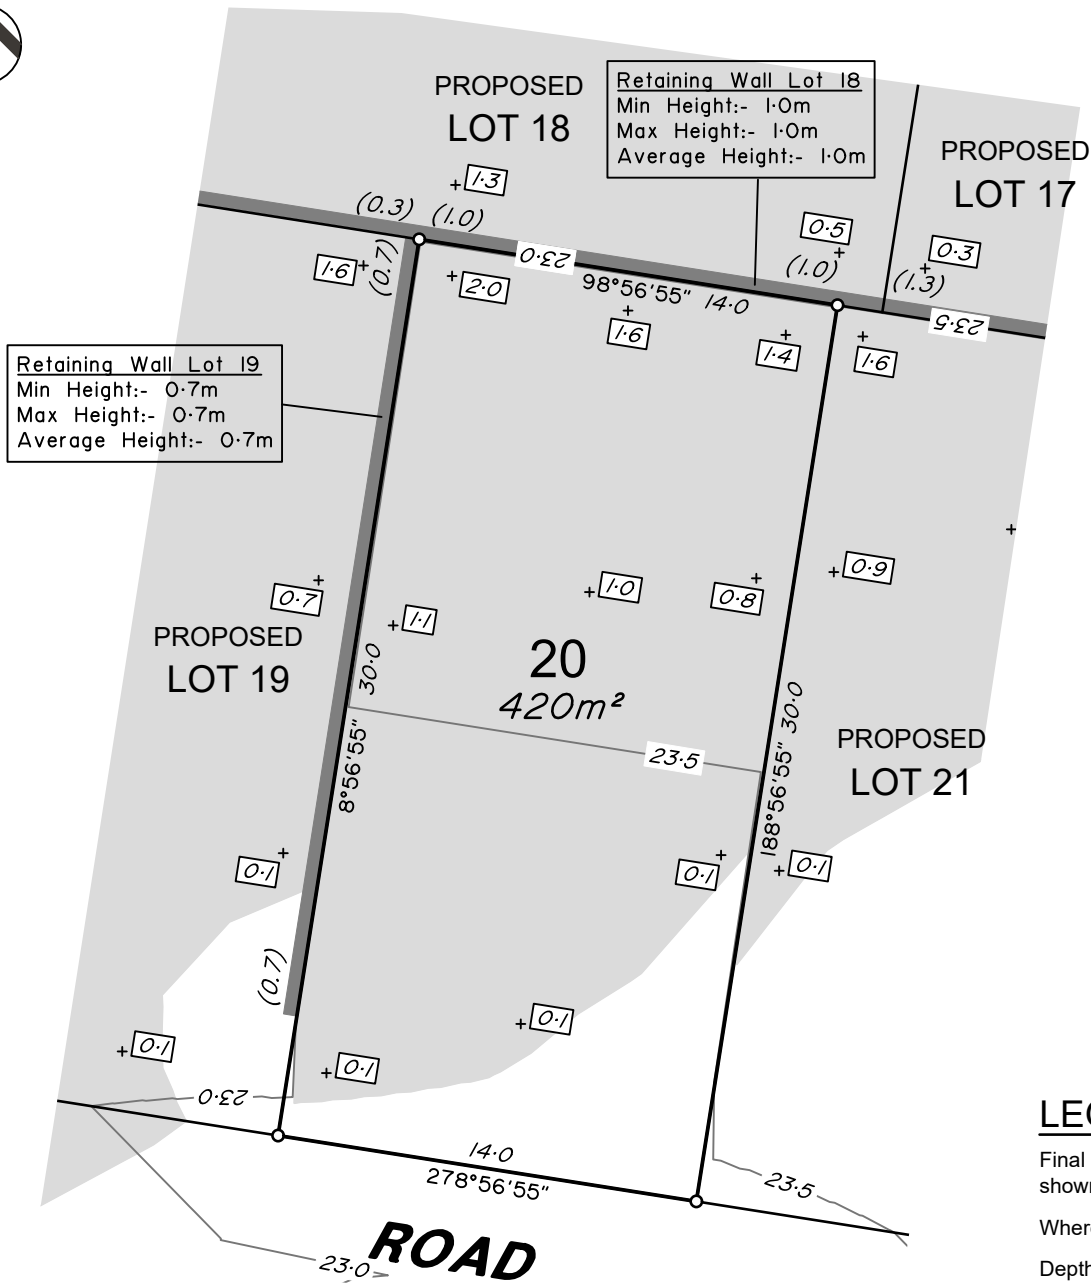 PROPOSED
LOT 18
Retaining Wall Lot 18
Min Height:- 1·0m
Max Height:- 1·0m
Average Height:- 1·0m
PROPOSED
LOT 17
1·3
(0.3)
(1.0)
0·5
0·3
(1.0)
(1.3)
1·6
(0.7)
2·0
23·0
98°56'55"
14·0
23·5
1·6
1·4
1·6
Retaining Wall Lot 19
Min Height:- 0·7m
Max Height:- 0·7m
Average Height:- 0·7m
0·7
1·0
0·8
0·9
1·1
PROPOSED
LOT 19
20
420m²
30·0
8°56'55"
23·5
188°56'55"
30·0
PROPOSED
LOT 21
0·1
0·1
0·1
(0.7)
0·1
0·1
0·1
23·0
14·0
278°56'55"
23·5
ROAD
23·0
Final
Where
Depth